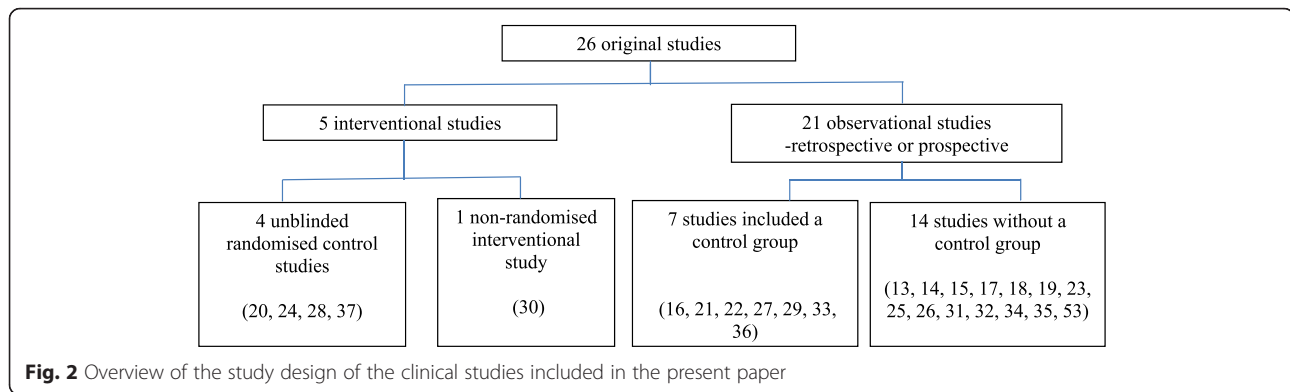 26 original studies
5 interventional studies
21 observational studies
-retrospective or prospective
4 unblinded
randomised control
studies
(20, 24, 28, 37)
1 non-randomised
interventional
study
(30)
7 studies included a
control group
(16, 21, 22, 27, 29, 33,
36)
14 studies without a
control group
(13, 14, 15, 17, 18, 19, 23,
25, 26, 31, 32, 34, 35, 53)
Fig. 2 Overview of the study design of the clinical studies included in the present paper